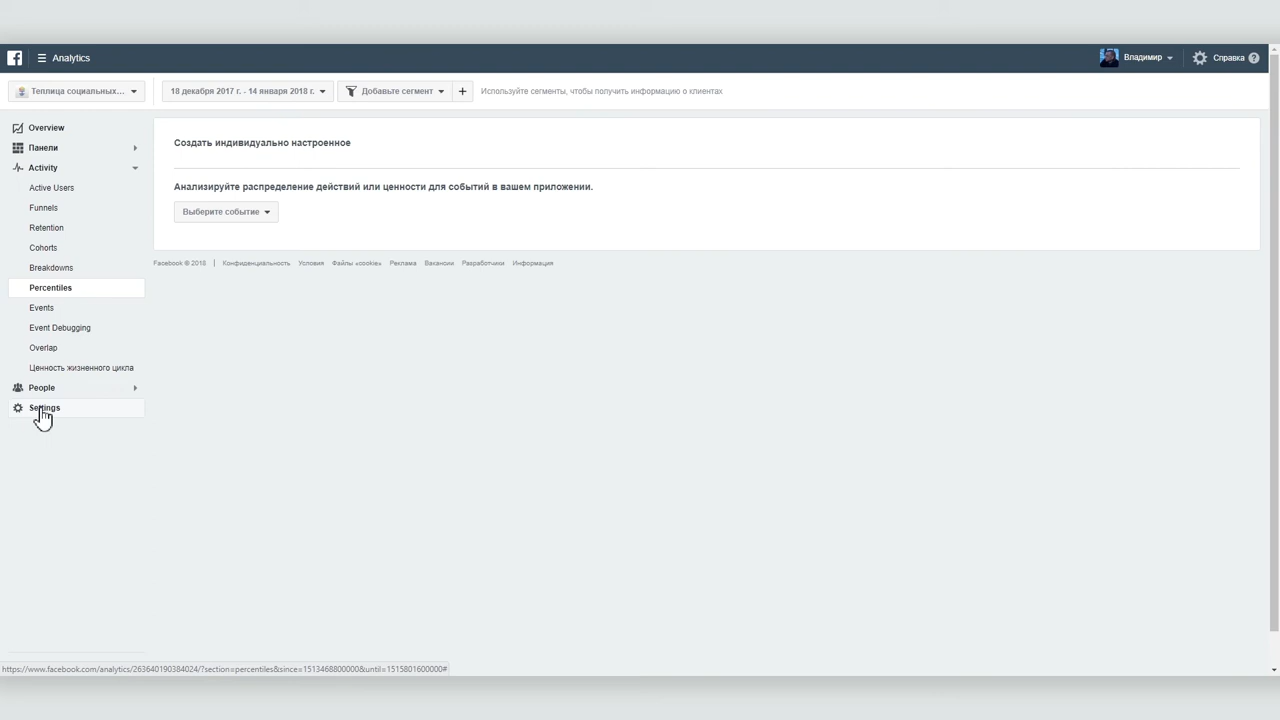 Analytics
Владимир
Справка
Теплица социальных...
18 декабря 2017 г. - 14 января 2018 г.
Добавьте сегмент
+
Используйте сегменты, чтобы получить информацию о клиентах
Overview
Панели
Activity
Active Users
Funnels
Retention
Cohorts
Breakdowns
Percentiles
Events
Event Debugging
Overlap
Ценность жизненного цикла
People
Settings
Создать индивидуально настроенное
Анализируйте распределение действий или ценности для событий в вашем приложении.
Выберите событие
Facebook © 2018 | Конфиденциальность Условия Файлы «cookie» Реклама Вакансии Разработчики Информация
https://www.facebook.com/analytics/263640190384024/?section=percentiles&since=1513468800000&until=1515801600000#